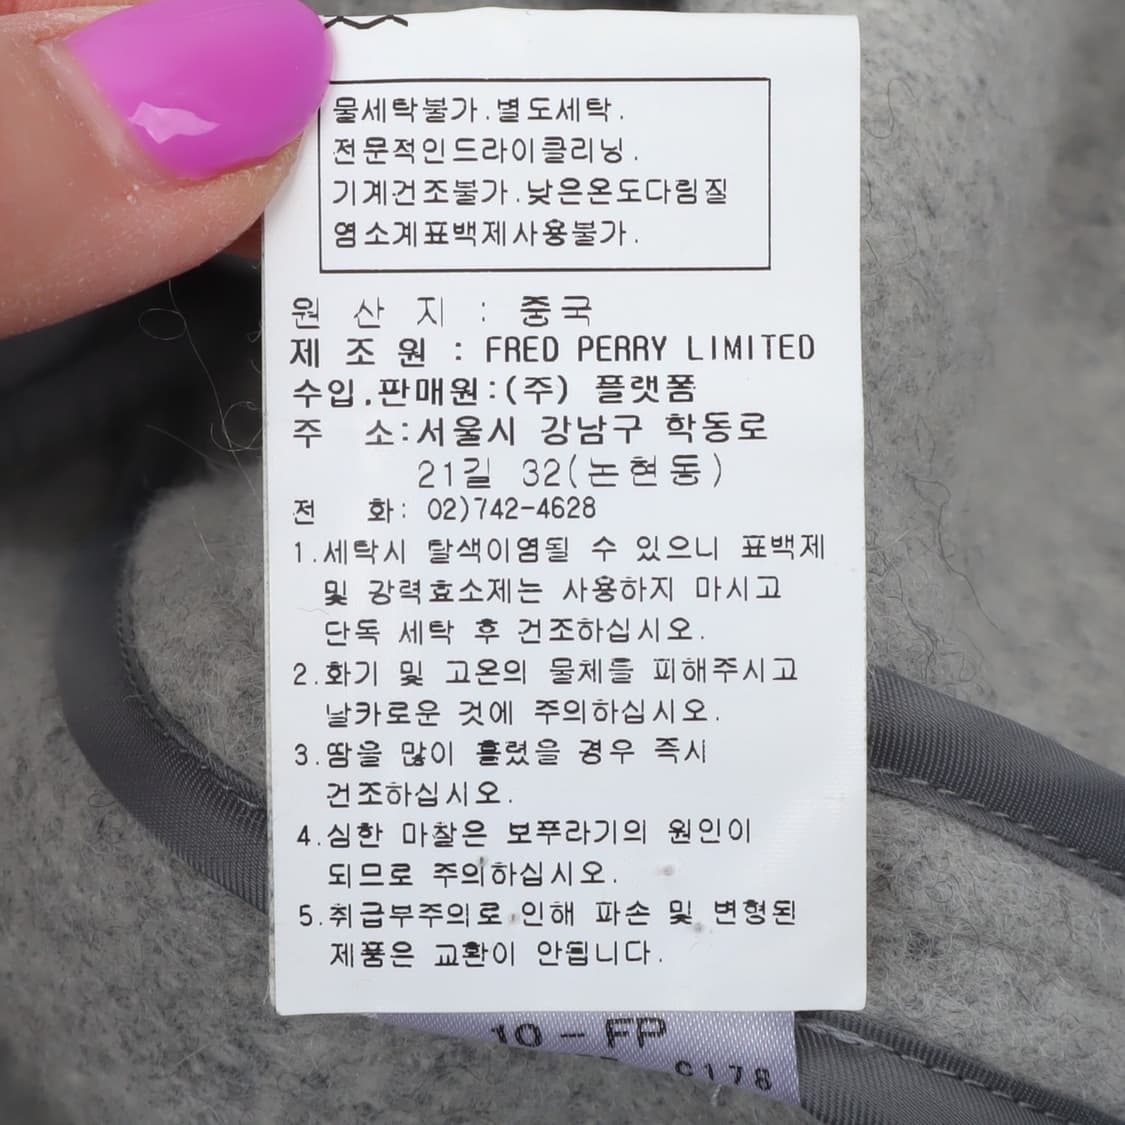 물세탁불가.별도세탁.
전문적인드라이클리닝.
기계건조불가.낮은온도다림질
염소계표백제사용불가.
원 산 지 : 중국
제 조 원 : FRED PERRY LIMITED
수입.판매원:(주) 플랫폼
주 소:서울시 강남구 학동로
21길 32(논현동)
전 화: 02)742-4628
1.세탁시 탈색이염될 수 있으니 표백제
및 강력효소제는 사용하지 마시고
단독 세탁 후 건조하십시오.
2.화기 및 고온의 물체를 피해주시고
날카로운 것에 주의하십시오.
3.땀을 많이 흘렸을 경우 즉시
건조하십시오.
4.심한 마찰은 보푸라기의 원인이
되므로 주의하십시오.
5.취급부주의로 인해 파손 및 변형된
제품은 교환이 안됩니다.
10 - FP